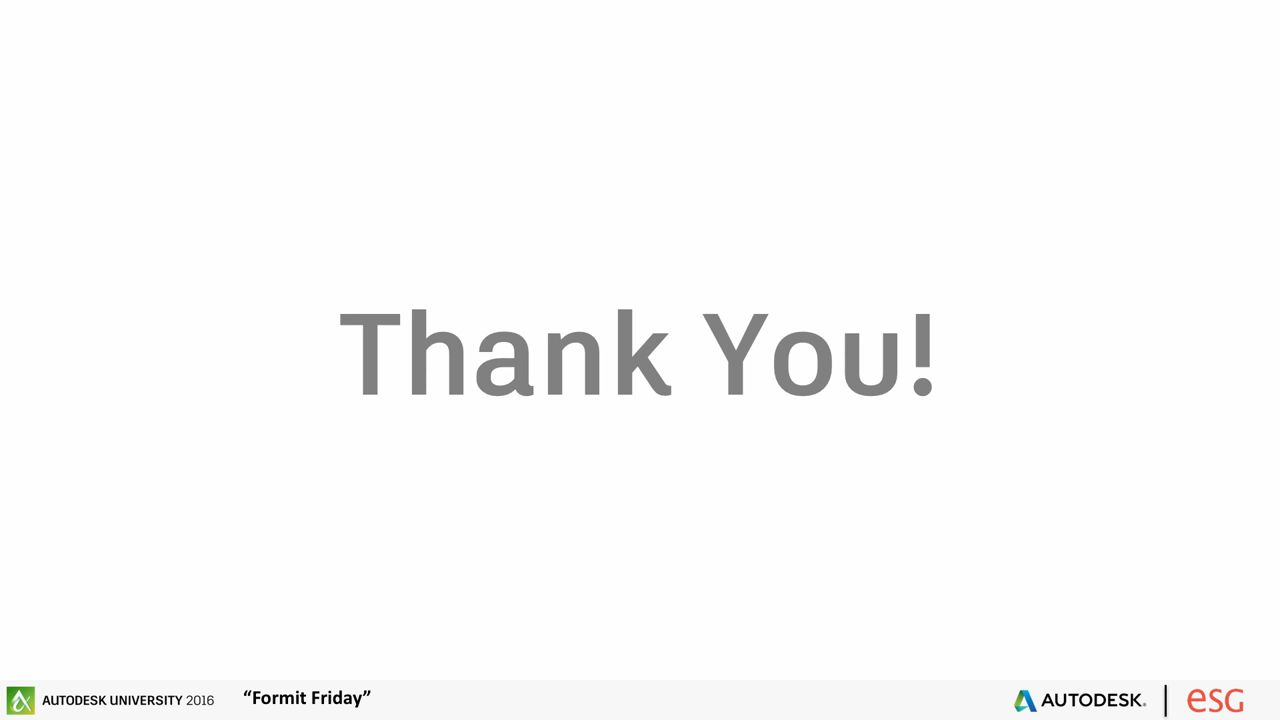 Thank You!
AUTODESK UNIVERSITY 2016 “Formit Friday” AUTODESK. esg